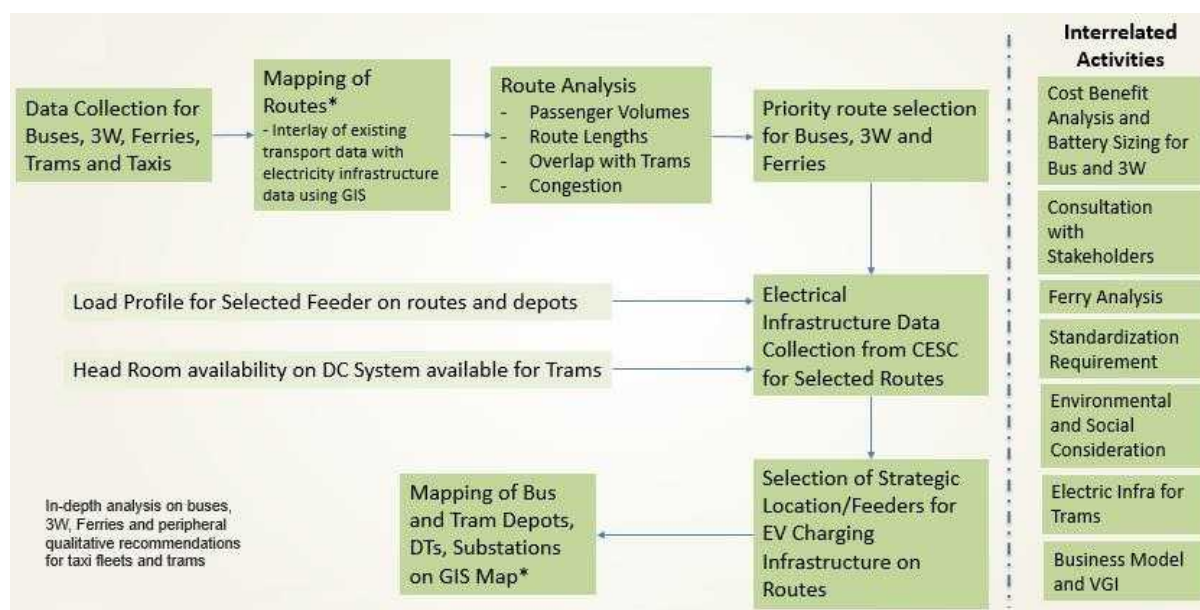 Data Collection for
Buses, 3W, Ferries,
Trams and Taxis
Mapping of
Routes*
- Interlay of existing
transport data with
electricity infrastructure
data using GIS
Route Analysis
- Passenger Volumes
- Route Lengths
- Overlap with Trams
- Congestion
Priority route selection
for Buses, 3W and
Ferries
Load Profile for Selected Feeder on routes and depots
Head Room availability on DC System available for Trams
Electrical
Infrastructure Data
Collection from CESC
for Selected Routes
Selection of Strategic
Location/Feeders for
EV Charging
Infrastructure on
Routes
Mapping of Bus
and Tram Depots,
DTs, Substations
on GIS Map*
In-depth analysis on buses,
3W, Ferries and peripheral
qualitative recommendations
for taxi fleets and trams
Interrelated
Activities
Cost Benefit
Analysis and
Battery Sizing for
Bus and 3W
Consultation
with
Stakeholders
Ferry Analysis
Standardization
Requirement
Environmental
and Social
Consideration
Electric Infra for
Trams
Business Model
and VGI